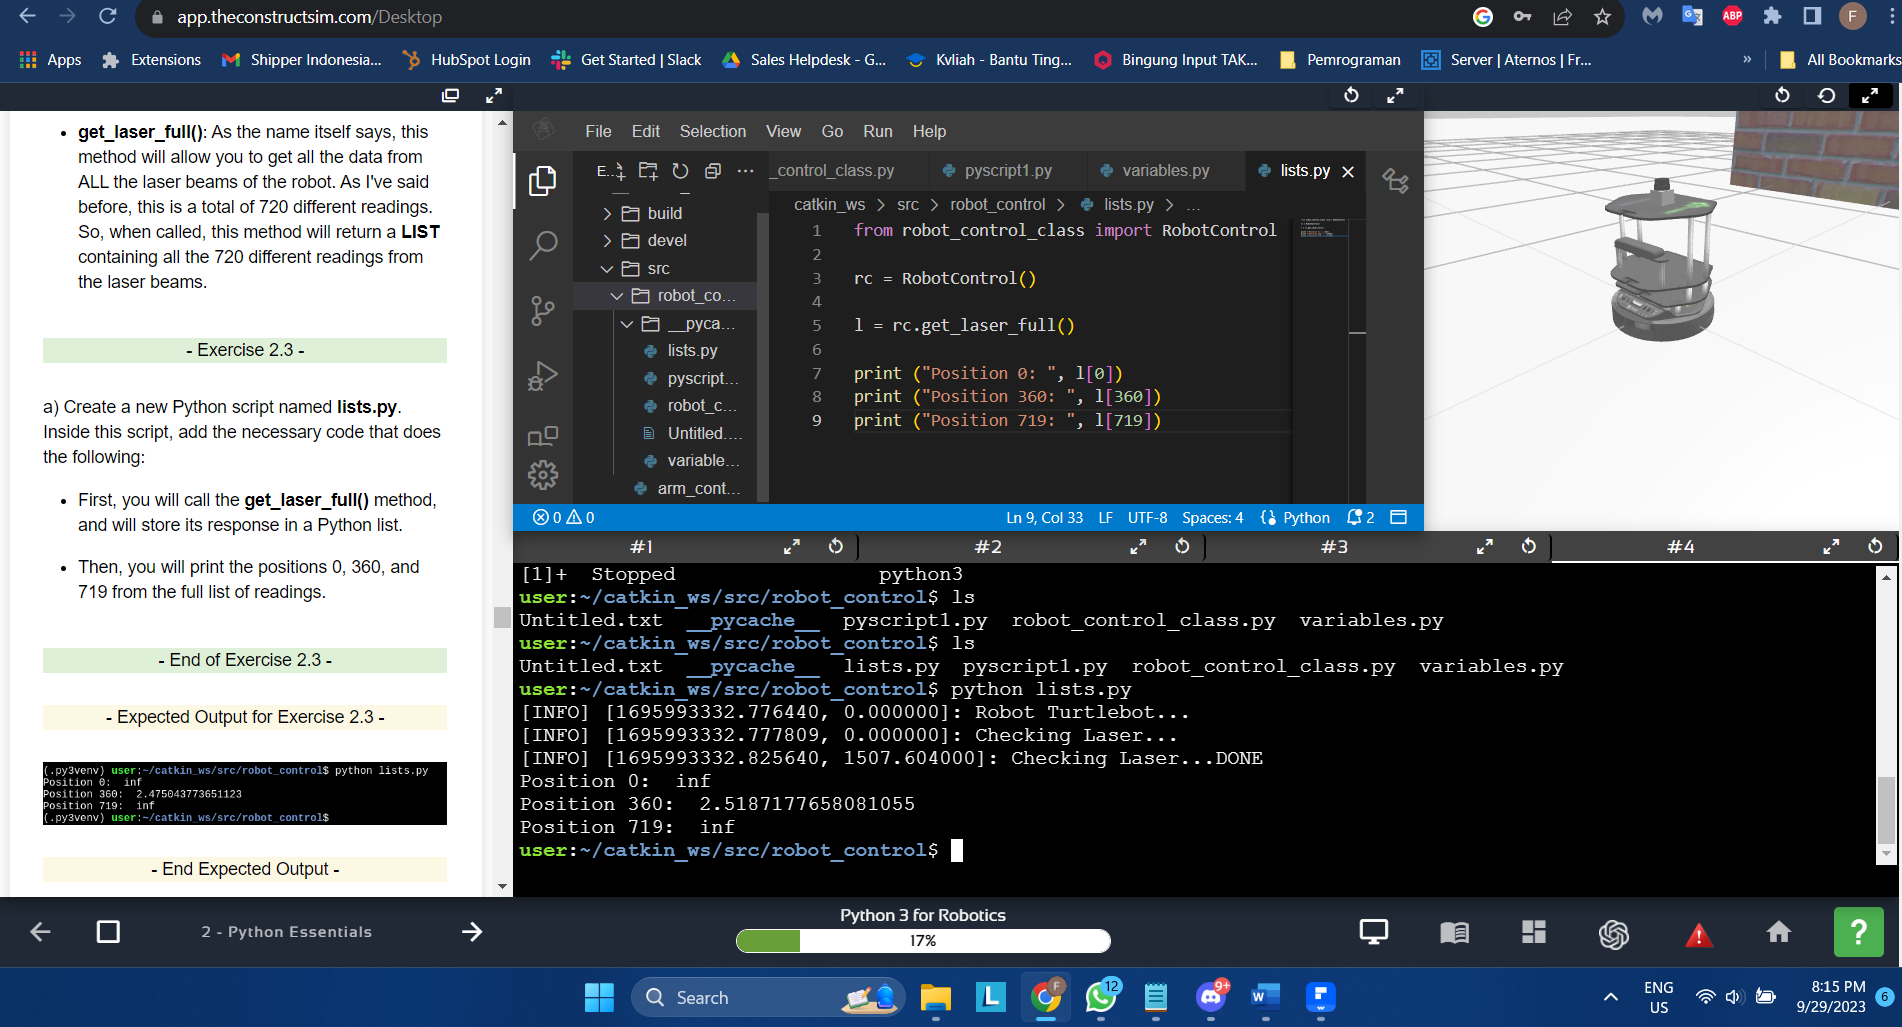 app.theconstructsim.com/Desktop
ABP
F
Apps
Extensions
Shipper Indonesia...
HubSpot Login
Get Started | Slack
Sales Helpdesk - G...
Kvliah - Bantu Ting...
Bingung Input TAK...
Pemrograman
Server | Aternos | Fr...
»
All Bookmarks
• get_laser_full(): As the name itself says, this
method will allow you to get all the data from
ALL the laser beams of the robot. As I've said
before, this is a total of 720 different readings.
So, when called, this method will return a LIST
containing all the 720 different readings from
the laser beams.
- Exercise 2.3 -
a) Create a new Python script named lists.py.
Inside this script, add the necessary code that does
the following:
• First, you will call the get_laser_full() method,
and will store its response in a Python list.
• Then, you will print the positions 0, 360, and
719 from the full list of readings.
- End of Exercise 2.3 -
- Expected Output for Exercise 2.3 -
(.py3venv) user:~/catkin_ws/src/robot_control$ python lists.py
Position 0:  inf
Position 360:  2.475043773651123
Position 719:  inf
(.py3venv) user:~/catkin_ws/src/robot_control$
- End Expected Output -
File Edit Selection View Go Run Help
E...
build
devel
src
robot_co...
__pyca...
lists.py
pyscript...
robot_c...
Untitled....
variable...
arm_cont...
_control_class.py
pyscript1.py
variables.py
lists.py
catkin_ws > src > robot_control > lists.py > ...
1 from robot_control_class import RobotControl
2
3 rc = RobotControl()
4
5 l = rc.get_laser_full()
6
7 print ("Position 0: ", l[0])
8 print ("Position 360: ", l[360])
9 print ("Position 719: ", l[719])
0 0
Ln 9, Col 33 LF UTF-8 Spaces: 4 Python 2
#1
#2
#3
#4
[1]+  Stopped                 python3
user:~/catkin_ws/src/robot_control$ ls
Untitled.txt  __pycache__  pyscript1.py  robot_control_class.py  variables.py
user:~/catkin_ws/src/robot_control$ ls
Untitled.txt  __pycache__  lists.py  pyscript1.py  robot_control_class.py  variables.py
user:~/catkin_ws/src/robot_control$ python lists.py
[INFO] [1695993332.776440, 0.000000]: Robot Turtlebot...
[INFO] [1695993332.777809, 0.000000]: Checking Laser...
[INFO] [1695993332.825640, 1507.604000]: Checking Laser...DONE
Position 0:  inf
Position 360:  2.5187177658081055
Position 719:  inf
user:~/catkin_ws/src/robot_control$
2 - Python Essentials
Python 3 for Robotics
17%
?
Search
L
F
12
9+
W
ENG
US
8:15 PM
9/29/2023
6